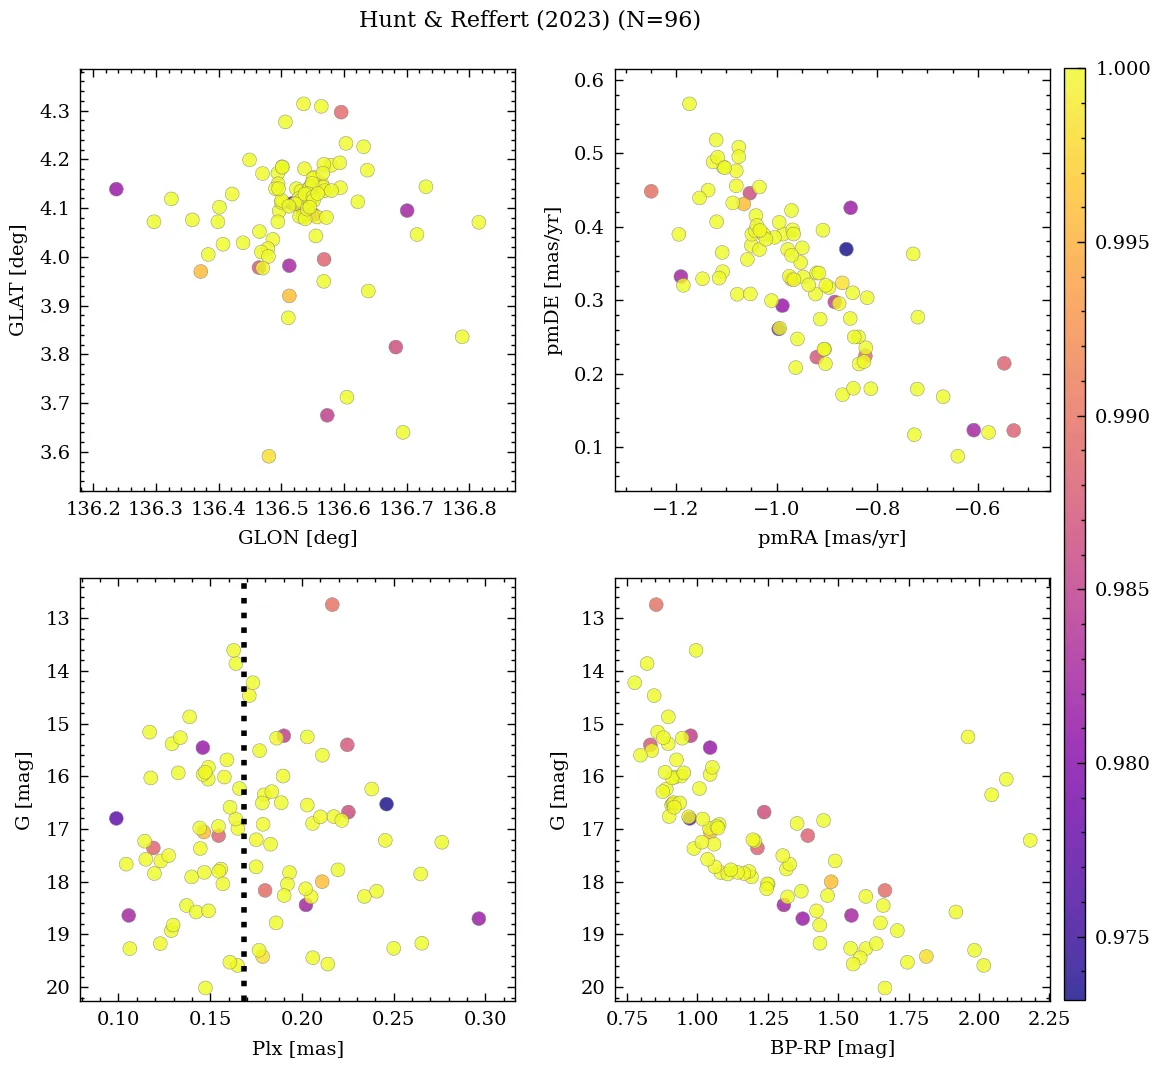 Hunt & Reffert (2023) (N=96)
4.3
4.2
4.1
4.0
3.9
3.8
3.7
3.6
GLAT [deg]
136.2 136.3 136.4 136.5 136.6 136.7 136.8
GLON [deg]
0.6
0.5
0.4
0.3
0.2
0.1
pmDE [mas/yr]
−1.2 −1.0 −0.8 −0.6
pmRA [mas/yr]
1.000
0.995
0.990
0.985
0.980
0.975
13
14
15
16
17
18
19
20
G [mag]
0.10 0.15 0.20 0.25 0.30
Plx [mas]
13
14
15
16
17
18
19
20
G [mag]
0.75 1.00 1.25 1.50 1.75 2.00 2.25
BP-RP [mag]